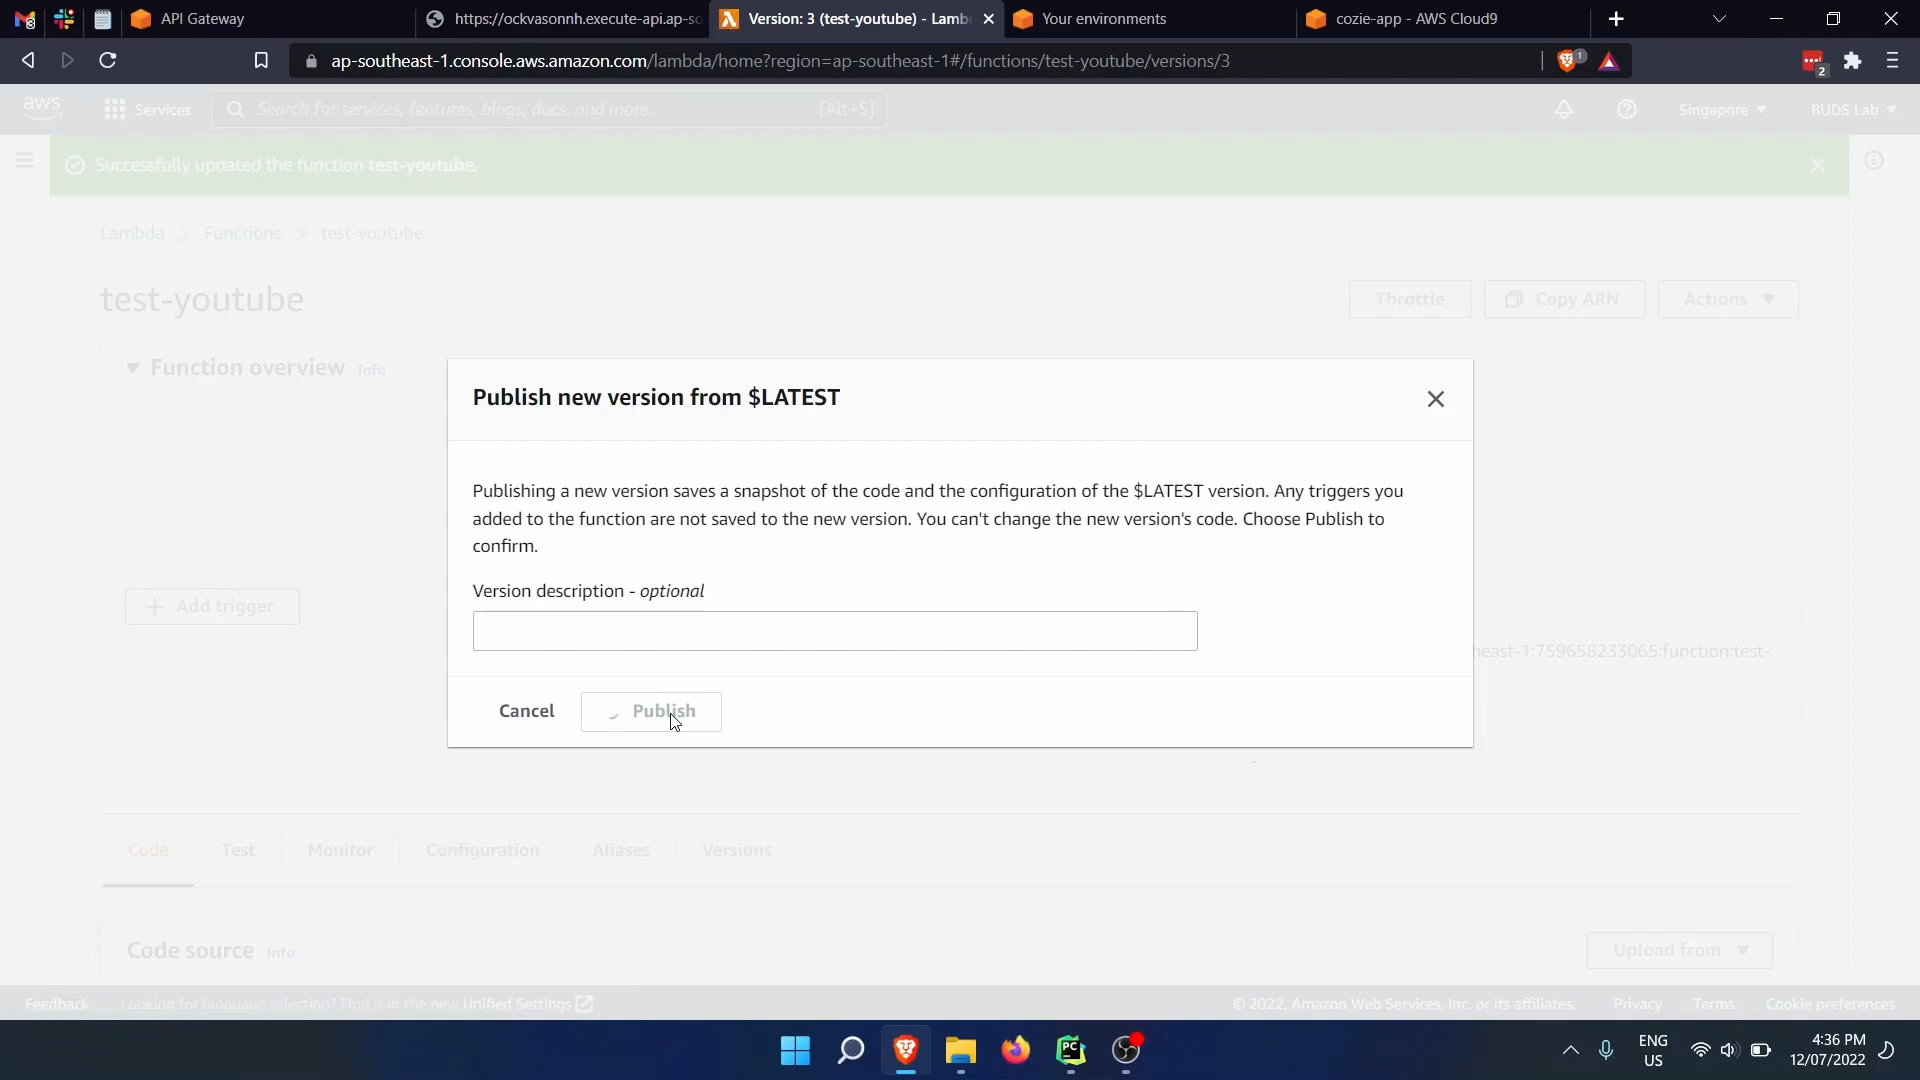 3
API Gateway
https://ockvasonnh.execute-api.ap-so
Version: 3 (test-youtube) - Lamb
Your environments
cozie-app - AWS Cloud9
ap-southeast-1.console.aws.amazon.com/lambda/home?region=ap-southeast-1#/functions/test-youtube/versions/3
1
2
aws
Services
Search for services, features, blogs, docs, and more
[Alt+S]
Singapore
BUDS Lab
Successfully updated the function test-youtube.
Lambda
Functions
test-youtube
test-youtube
Throttle
Copy ARN
Actions
Function overview Info
Publish new version from $LATEST
Publishing a new version saves a snapshot of the code and the configuration of the $LATEST version. Any triggers you
added to the function are not saved to the new version. You can't change the new version's code. Choose Publish to
confirm.
Version description - optional
Add trigger
heast-1:759658233065:function:test-
Cancel
Publish
Code
Test
Monitor
Configuration
Aliases
Versions
Code source Info
Upload from
Feedback
Looking for language selection? Find it in the new Unified Settings
© 2022, Amazon Web Services, Inc. or its affiliates.
Privacy
Terms
Cookie preferences
PC
ENG
US
4:36 PM
12/07/2022